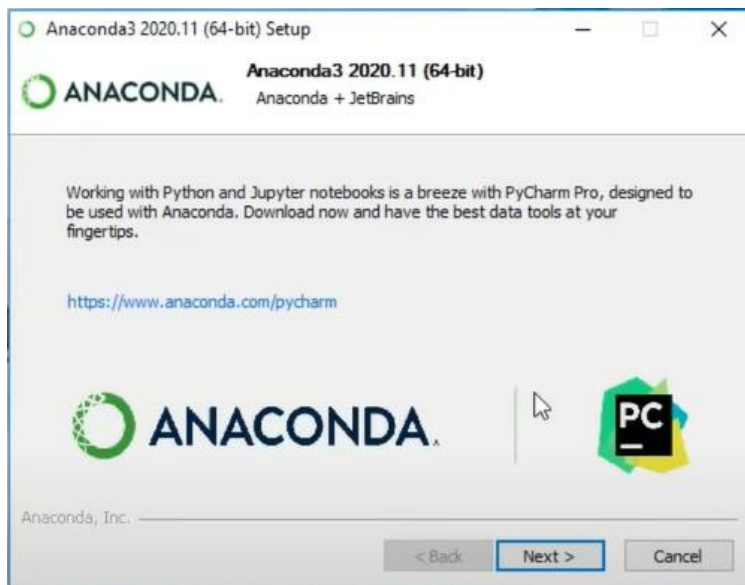 Anaconda3 2020.11 (64-bit) Setup
ANACONDA.
Anaconda3 2020.11 (64-bit)
Anaconda + JetBrains
Working with Python and Jupyter notebooks is a breeze with PyCharm Pro, designed to
be used with Anaconda. Download now and have the best data tools at your
fingertips.
https://www.anaconda.com/pycharm
ANACONDA.
PC
Anaconda, Inc.
< Back Next > Cancel